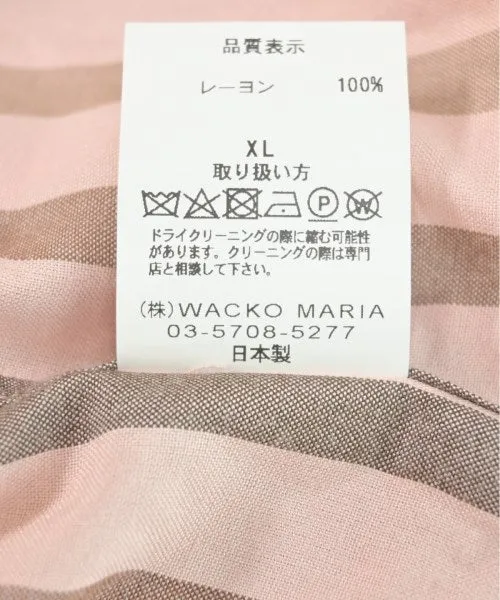 品質表示
レーヨン 100%
XL
取り扱い方
P W
ドライクリーニングの際に縮む可能性
があります。クリーニングの際は専門
店と相談して下さい。
(株)WACKO MARIA
03-5708-5277
日本製